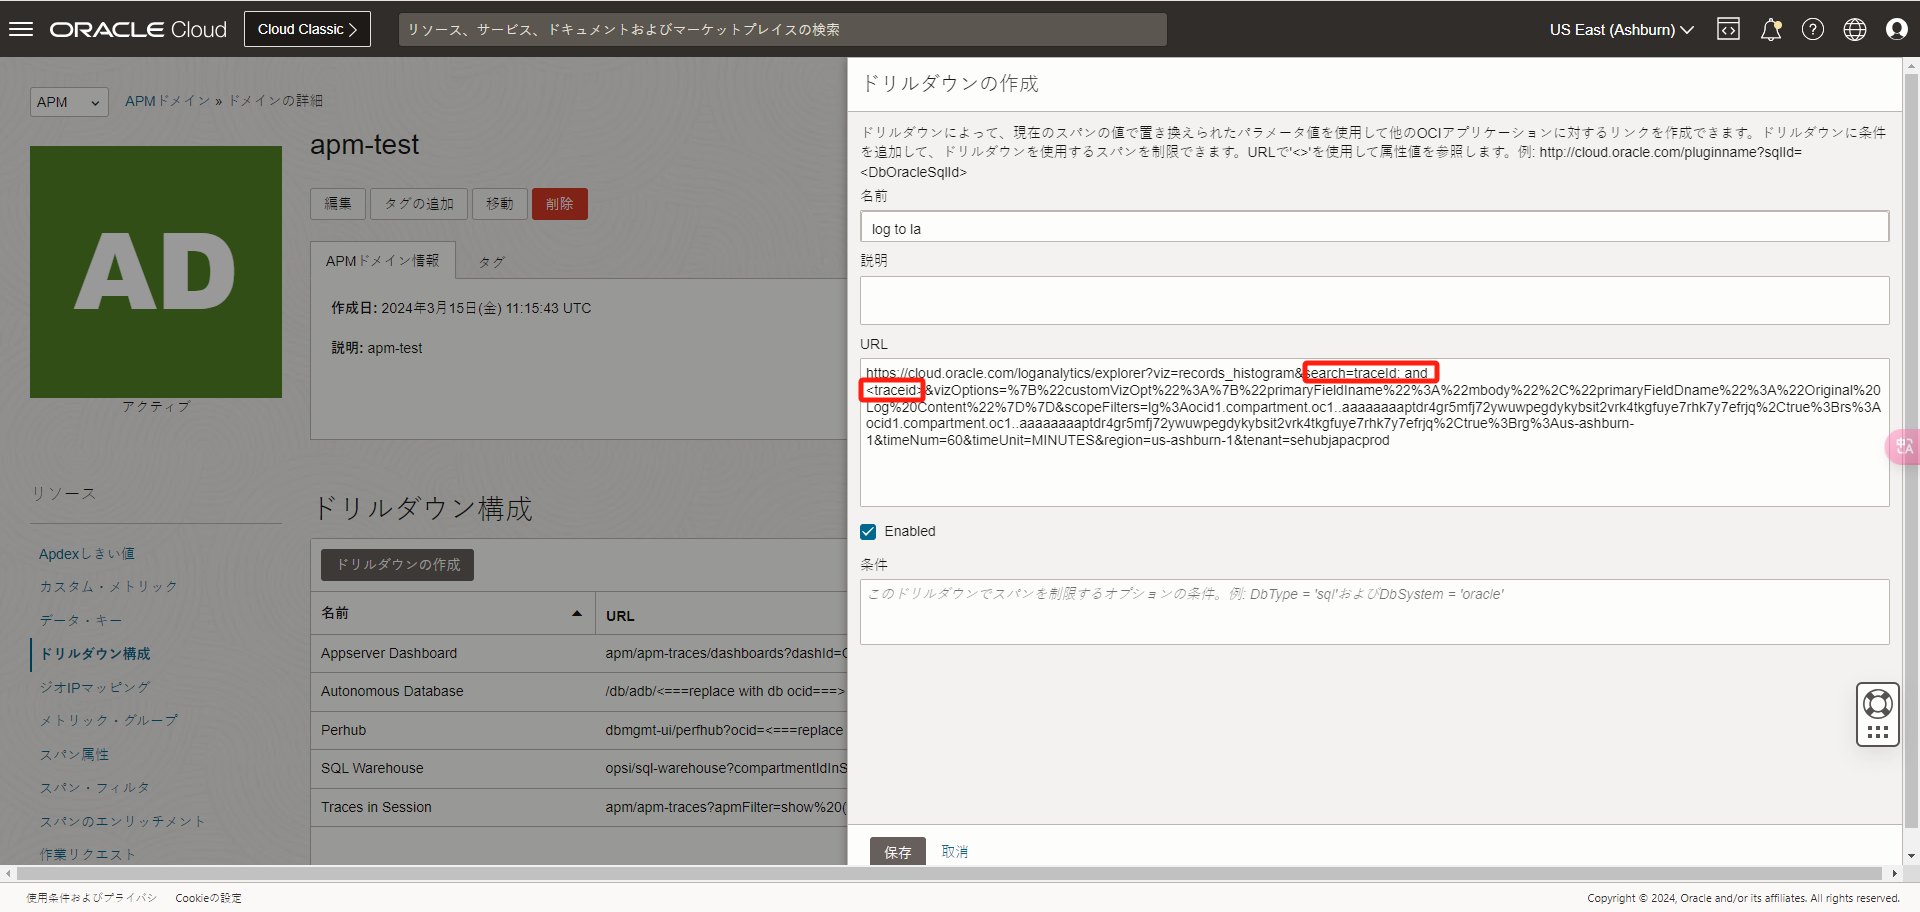 ORACLE Cloud
Cloud Classic
リソース、サービス、ドキュメントおよびマーケットプレイスの検索
US East (Ashburn)
APM
APMドメイン » ドメインの詳細
AD
アクティブ
apm-test
編集
タグの追加
移動
削除
APMドメイン情報
タグ
作成日: 2024年3月15日(金) 11:15:43 UTC
説明: apm-test
リソース
Apdexしきい値
カスタム・メトリック
データ・キー
ドリルダウン構成
ジオIPマッピング
メトリック・グループ
スパン属性
スパン・フィルタ
スパンのエンリッチメント
作業リクエスト
ドリルダウン構成
ドリルダウンの作成
名前 URL
Appserver Dashboard apm/apm-traces/dashboards?dashId=
Autonomous Database /db/adb/<===replace with db ocid===>
Perhub dbmgmt-ui/perfhub?ocid=<===replace
SQL Warehouse opsi/sql-warehouse?compartmentIdInS
Traces in Session apm/apm-traces?apmFilter=show%20(
ドリルダウンの作成
ドリルダウンによって、現在のスパンの値で置き換えられたパラメータ値を使用して他のOCIアプリケーションに対するリンクを作成できます。ドリルダウンに条件
を追加して、ドリルダウンを使用するスパンを制限できます。URLで'<>'を使用して属性値を参照します。例: http://cloud.oracle.com/pluginname?sqlId=
<DbOracleSqlId>
名前
log to la
説明
URL
https://cloud.oracle.com/loganalytics/explorer?viz=records_histogram&search=traceId: and
<traceid>&vizOptions=%7B%22customVizOpt%22%3A%7B%22primaryFieldIname%22%3A%22mbody%22%2C%22primaryFieldDname%22%3A%22Original%20
Log%20Content%22%7D%7D&scopeFilters=lg%3Aocid1.compartment.oc1..aaaaaaaaptdr4gr5mfj72ywuwpegdykybsit2vrk4tkgfuye7rhk7y7efrjq%2Ctrue%3Brs%3A
ocid1.compartment.oc1..aaaaaaaaptdr4gr5mfj72ywuwpegdykybsit2vrk4tkgfuye7rhk7y7efrjq%2Ctrue%3Brg%3Aus-ashburn-
1&timeNum=60&timeUnit=MINUTES&region=us-ashburn-1&tenant=sehubjapacprod
Enabled
条件
このドリルダウンでスパンを制限するオプションの条件。例: DbType = 'sql'およびDbSystem = 'oracle'
保存
取消
中A
使用条件およびプライバシ
Cookieの設定
Copyright © 2024, Oracle and/or its affiliates. All rights reserved.